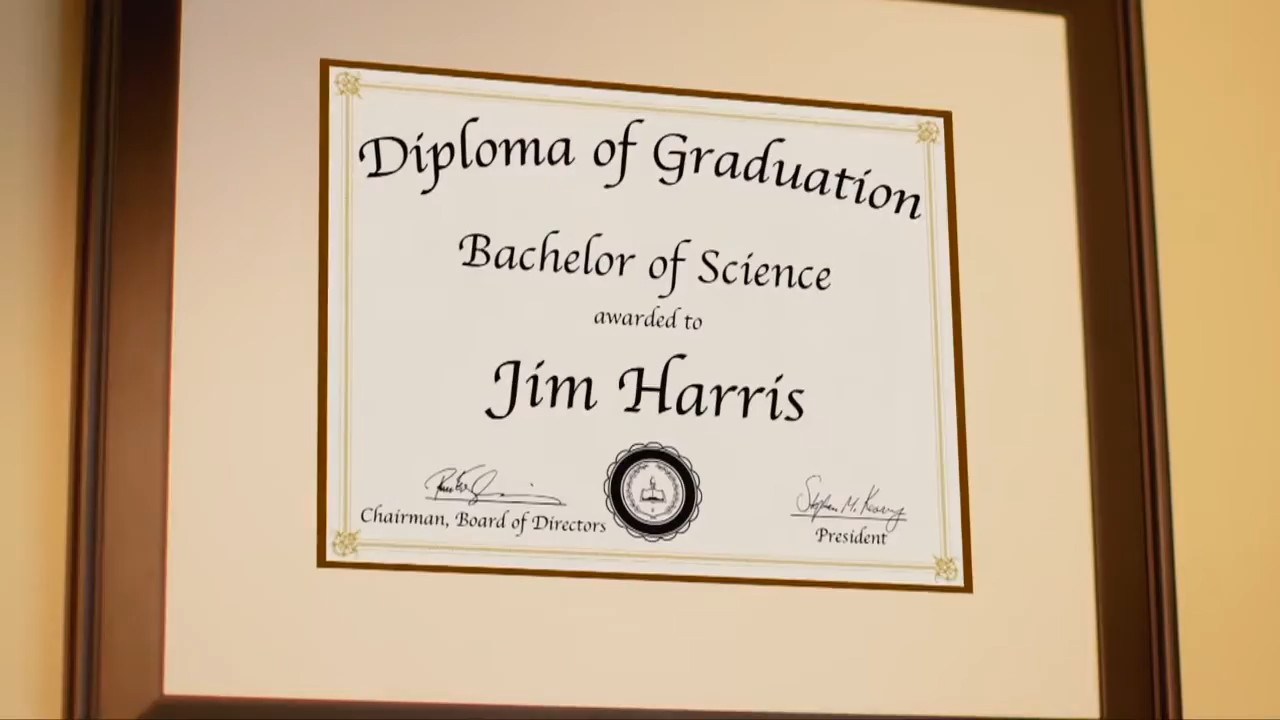 Diploma of Graduation
Bachelor of Science
awarded to
Jim Harris
Chairman, Board of Directors
President